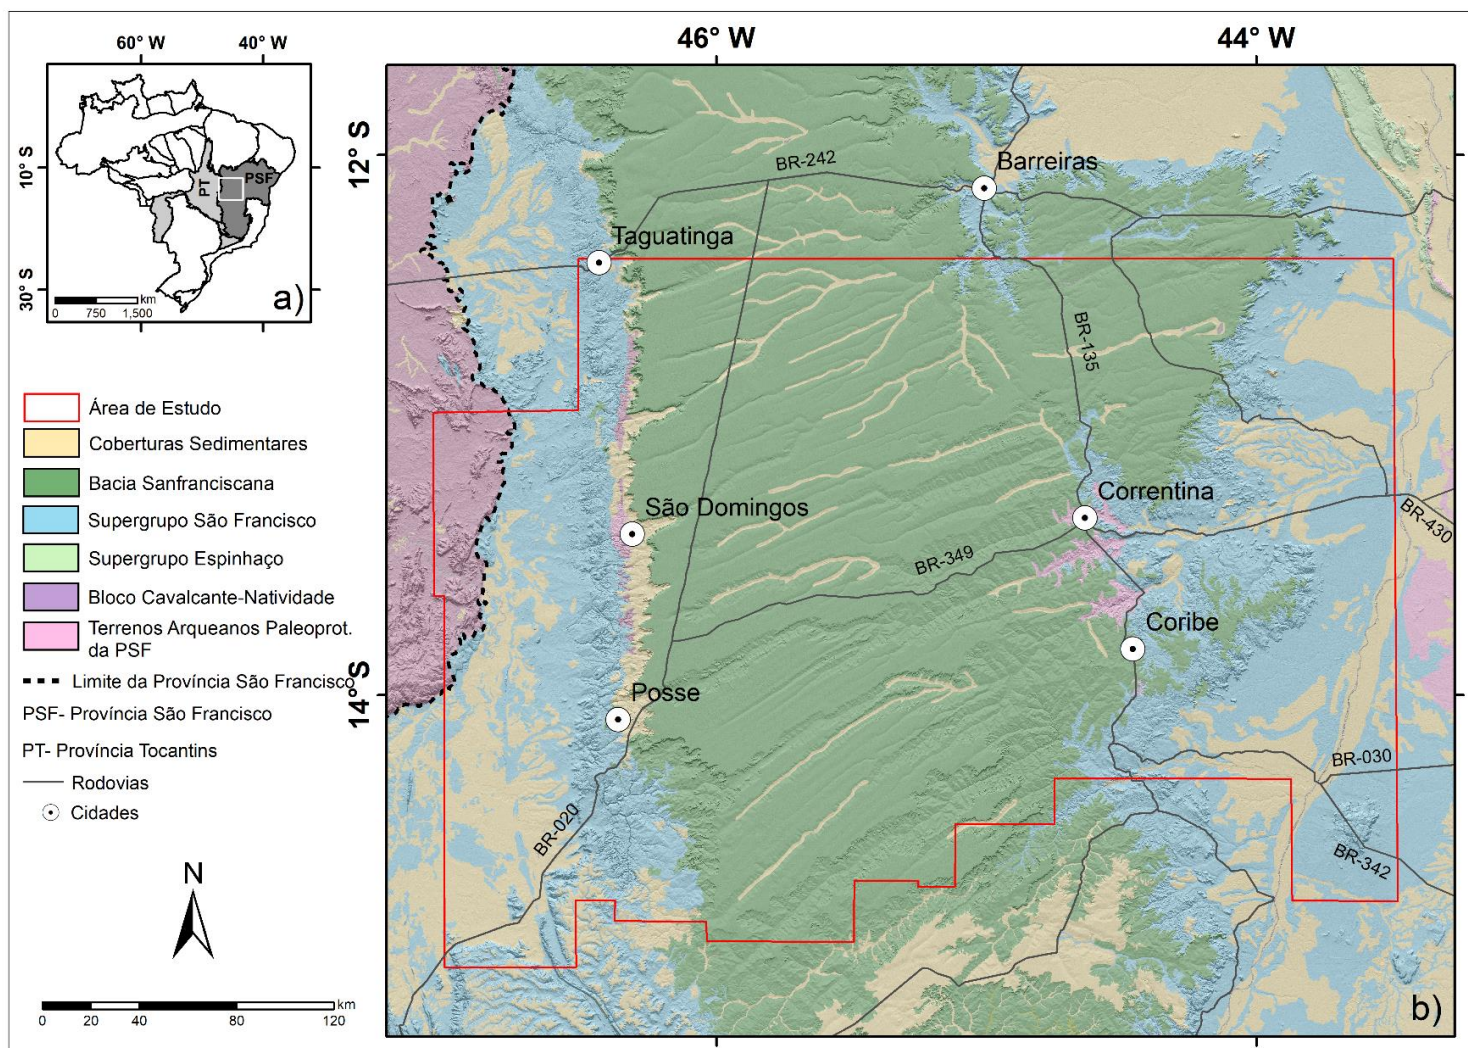 60° W
40° W
10° S
30° S
PT
PSF
km
0
750
1,500
a)
Área de Estudo
Coberturas Sedimentares
Bacia Sanfranciscana
Supergrupo São Francisco
Supergrupo Espinhaço
Bloco Cavalcante-Natividade
Terrenos Arqueanos Paleoprot.
da PSF
Limite da Província São Francisco
PSF- Província São Francisco
PT- Província Tocantins
Rodovias
Cidades
N
km
0
20
40
80
120
46° W
44° W
12° S
14° S
BR-242
Barreiras
Taguatinga
BR-135
São Domingos
Correntina
BR-430
BR-349
Coribe
Posse
BR-030
BR-020
BR-342
b)